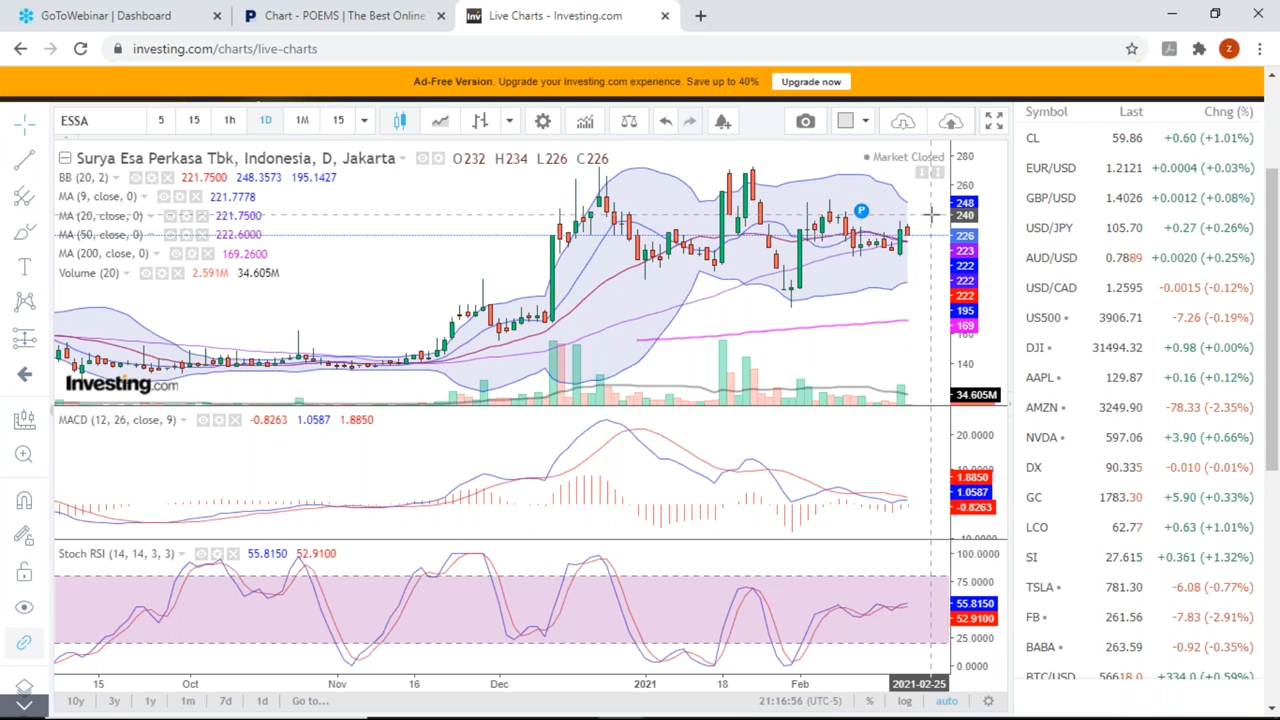 GoToWebinar | Dashboard
Chart - POEMS | The Best Online
Live Charts - Investing.com
investing.com/charts/live-charts
Z
Ad-Free Version. Upgrade your Investing.com experience. Save up to 40%
Upgrade now
ESSA 5 15 1h 1D 1M 15
Surya Esa Perkasa Tbk, Indonesia, D, Jakarta O232 H234 L226 C226
Market Closed
BB (20, 2) 221.7500 248.3573 195.1427
MA (9, close, 0) 221.7778
MA (20, close, 0) 221.7500
MA (50, close, 0) 222.6000
MA (200, close, 0) 169.2600
Volume (20) 2.591M 34.605M
P
280
260
248
240
226
223
222
222
222
195
169
160
140
34.605M
Investing.com
MACD (12, 26, close, 9) -0.8263 1.0587 1.8850
20.0000
10.0000
1.8850
1.0587
-0.8263
-10.0000
Stoch RSI (14, 14, 3, 3) 55.8150 52.9100
100.0000
75.0000
55.8150
52.9100
25.0000
0.0000
15 Oct Nov 16 Dec 2021 18 Feb 2021-02-25
10y 3y 1y 1m 7d 1d Go to...
21:16:56 (UTC-5) % log auto
Symbol Last Chng (%)
CL 59.86 +0.60 (+1.01%)
EUR/USD 1.2121 +0.0004 (+0.03%)
GBP/USD 1.4026 +0.0012 (+0.08%)
USD/JPY 105.70 +0.27 (+0.26%)
AUD/USD 0.7889 +0.0020 (+0.25%)
USD/CAD 1.2595 -0.0015 (-0.12%)
US500 3906.71 -7.26 (-0.19%)
DJI 31494.32 +0.98 (+0.00%)
AAPL 129.87 +0.16 (+0.12%)
AMZN 3249.90 -78.33 (-2.35%)
NVDA 597.06 +3.90 (+0.66%)
DX 90.335 -0.010 (-0.01%)
GC 1783.30 +5.90 (+0.33%)
LCO 62.77 +0.63 (+1.01%)
SI 27.615 +0.361 (+1.32%)
TSLA 781.30 -6.08 (-0.77%)
FB 261.56 -7.83 (-2.91%)
BABA 263.59 -0.92 (-0.35%)
BTC/USD 56618.0 +334.0 (+0.59%)